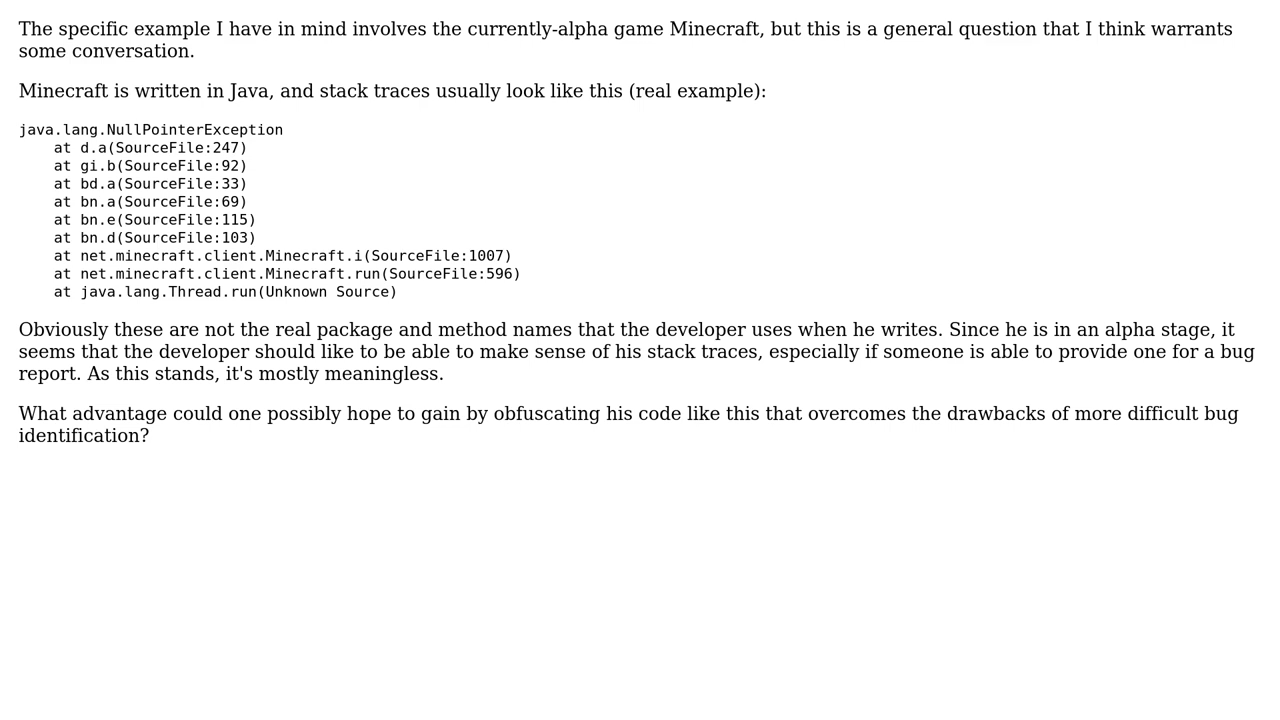 The specific example I have in mind involves the currently-alpha game Minecraft, but this is a general question that I think warrants
some conversation.
Minecraft is written in Java, and stack traces usually look like this (real example):
java.lang.NullPointerException
    at d.a(SourceFile:247)
    at gi.b(SourceFile:92)
    at bd.a(SourceFile:33)
    at bn.a(SourceFile:69)
    at bn.e(SourceFile:115)
    at bn.d(SourceFile:103)
    at net.minecraft.client.Minecraft.i(SourceFile:1007)
    at net.minecraft.client.Minecraft.run(SourceFile:596)
    at java.lang.Thread.run(Unknown Source)
Obviously these are not the real package and method names that the developer uses when he writes. Since he is in an alpha stage, it
seems that the developer should like to be able to make sense of his stack traces, especially if someone is able to provide one for a bug
report. As this stands, it's mostly meaningless.
What advantage could one possibly hope to gain by obfuscating his code like this that overcomes the drawbacks of more difficult bug
identification?